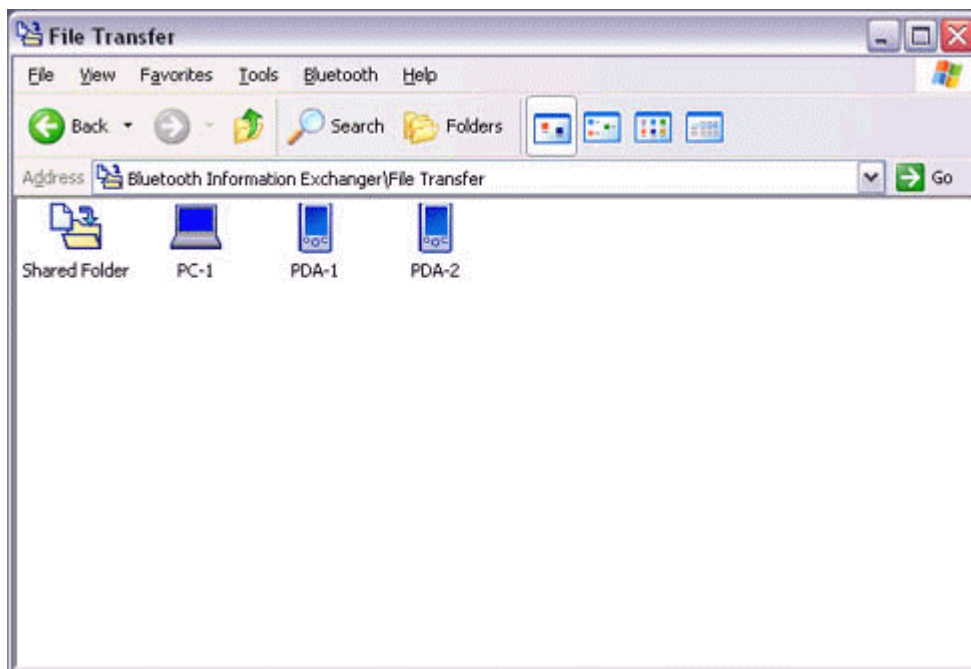 File Transfer
File View Favorites Tools Bluetooth Help
Back Search Folders
Address Bluetooth Information Exchanger\File Transfer Go
Shared Folder PC-1 PDA-1 PDA-2